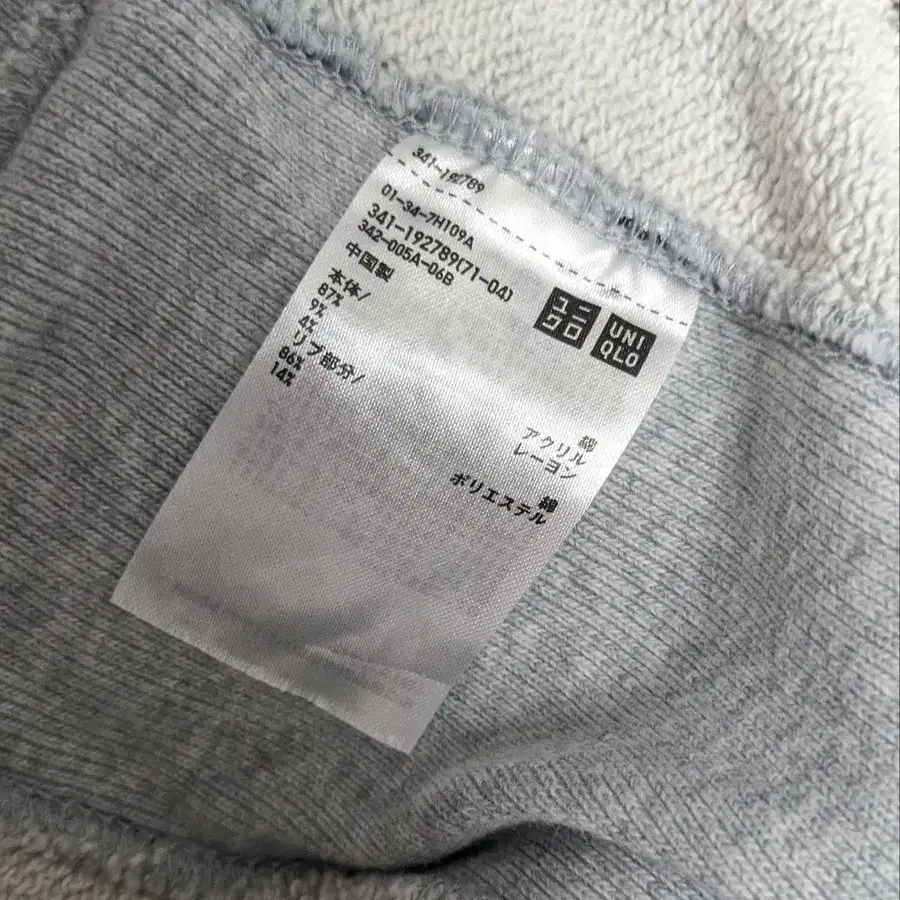 341-192789
01-34-7H109A
341-192789(71-04)
342-005A-06B
中国製
ユニ
クロ
UNI
QLO
本体/
87% 綿
9% アクリル
4% レーヨン
リブ部分/
86% 綿
14% ポリエステル